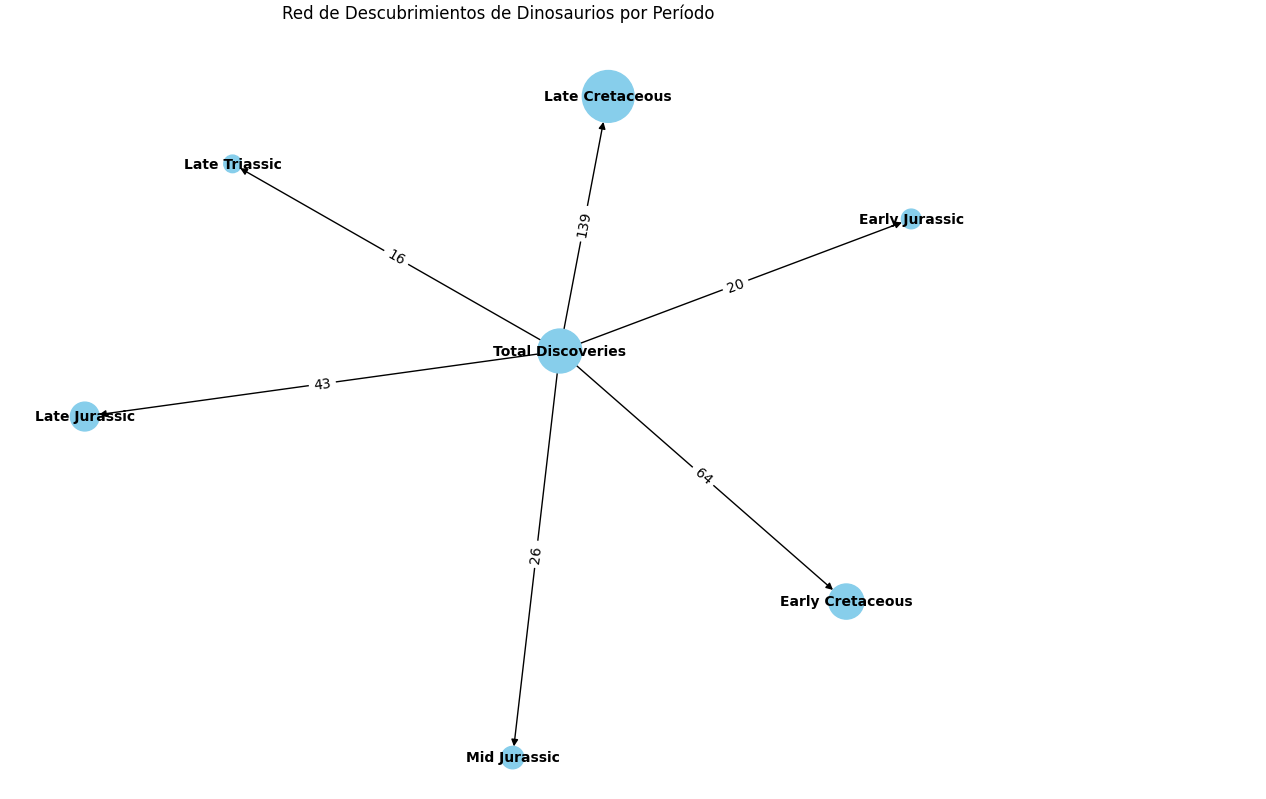 Red de Descubrimientos de Dinosaurios por Período
Late Cretaceous
Late Triassic
Early Jurassic
139
16
20
Total Discoveries
43
Late Jurassic
64
26
Early Cretaceous
Mid Jurassic